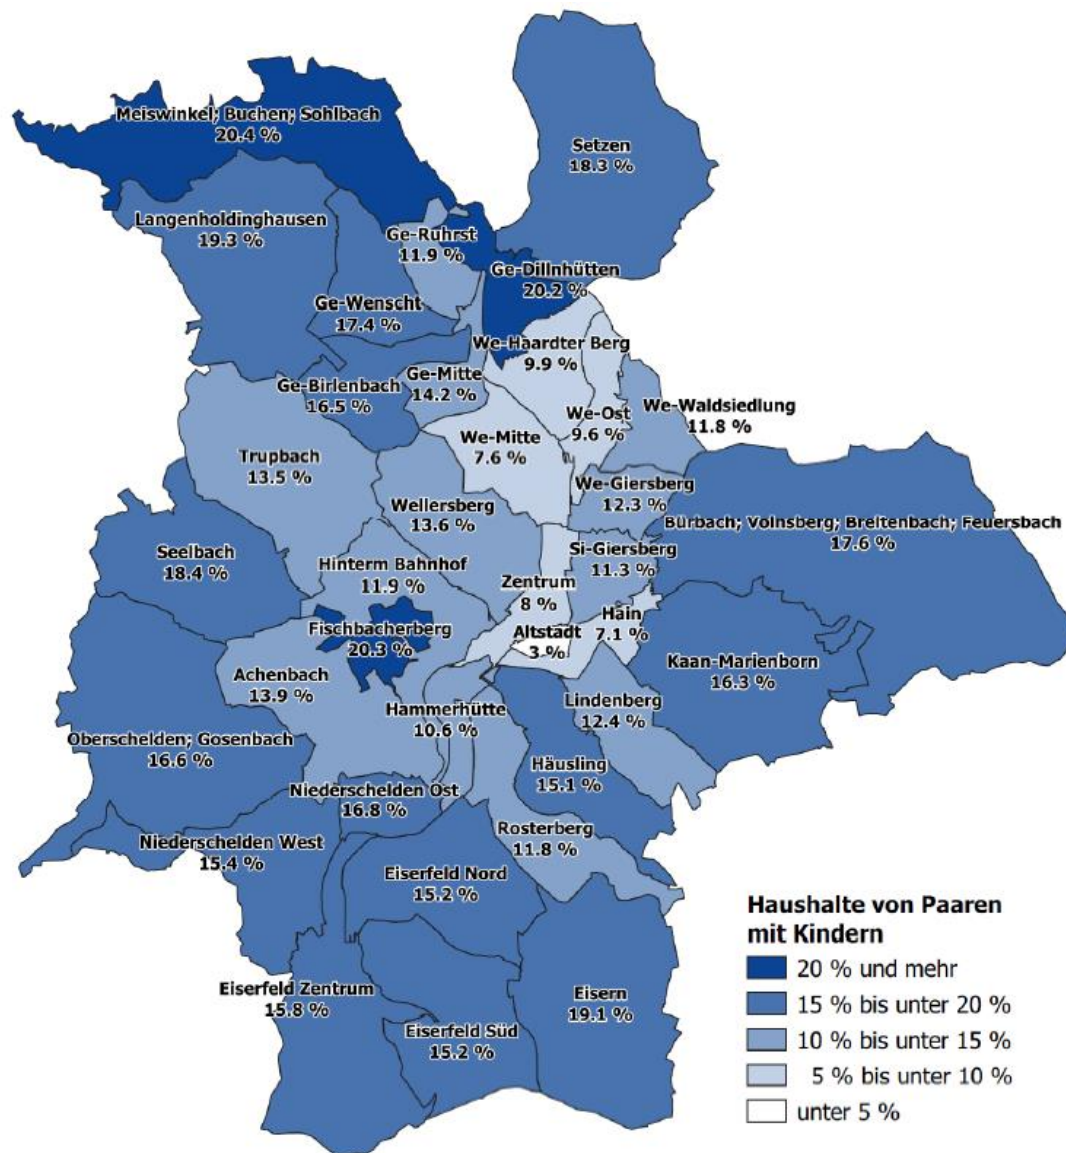 Meiswinkel; Buchen; Sohlbach
20.4 %
Setzen
18.3 %
Langenholdinghausen
19.3 %
Ge-Ruhrst
11.9 %
Ge-Dillnhütten
20.2 %
Ge-Wenscht
17.4 %
We-Haardter Berg
9.9 %
Ge-Mitte
14.2 %
Ge-Birlenbach
16.5 %
We-Waldsiedlung
11.8 %
We-Ost
9.6 %
We-Mitte
7.6 %
Trupbach
13.5 %
We-Giersberg
12.3 %
Wellersberg
13.6 %
Bürbach; Volnsberg; Breitenbach; Feuersbach
17.6 %
Seelbach
18.4 %
Si-Giersberg
11.3 %
Hinterm Bahnhof
11.9 %
Zentrum
8 %
Hain
7.1 %
Fischbacherberg
20.3 %
Altstadt
3 %
Kaan-Marienborn
16.3 %
Achenbach
13.9 %
Lindenberg
12.4 %
Hammerhütte
10.6 %
Oberschelden; Gosenbach
16.6 %
Häusling
15.1 %
Niederschelden Ost
16.8 %
Rosterberg
11.8 %
Niederschelden West
15.4 %
Eiserfeld Nord
15.2 %
Eiserfeld Zentrum
15.8 %
Eisern
19.1 %
Eiserfeld Süd
15.2 %
Haushalte von Paaren
mit Kindern
20 % und mehr
15 % bis unter 20 %
10 % bis unter 15 %
5 % bis unter 10 %
unter 5 %